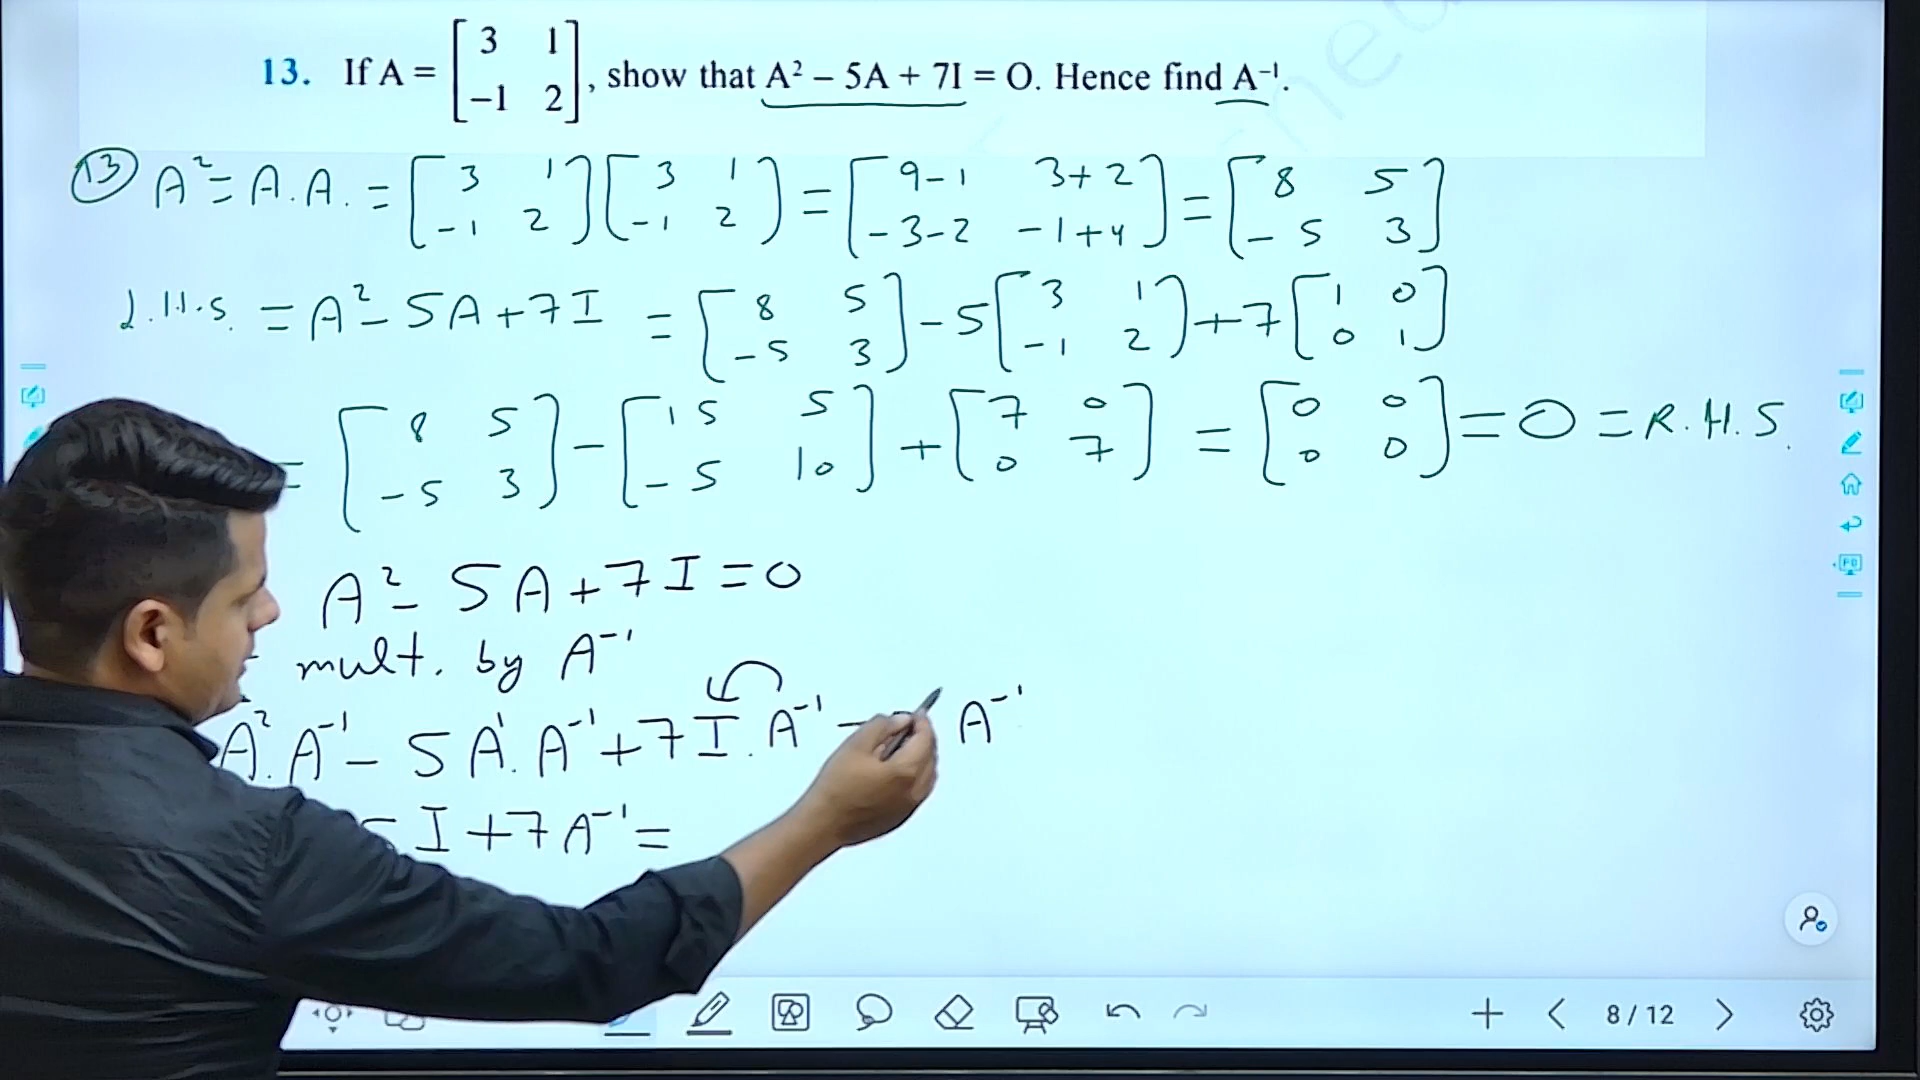 13. If A = [3 1; -1 2], show that A² – 5A + 7I = O. Hence find A⁻¹.
(13) A² = A.A. = [3 1; -1 2] [3 1; -1 2] = [9-1 3+2; -3-2 -1+4] = [8 5; -5 3]
L.H.S. = A² - 5A + 7I = [8 5; -5 3] - 5[3 1; -1 2] + 7[1 0; 0 1]
= [8 5; -5 3] - [15 5; -5 10] + [7 0; 0 7] = [0 0; 0 0] = O = R.H.S.
A² - 5A + 7I = 0
mult. by A⁻¹
A².A⁻¹ - 5A¹.A⁻¹ + 7I.A⁻¹ A⁻¹
I + 7A⁻¹ =
8 / 12